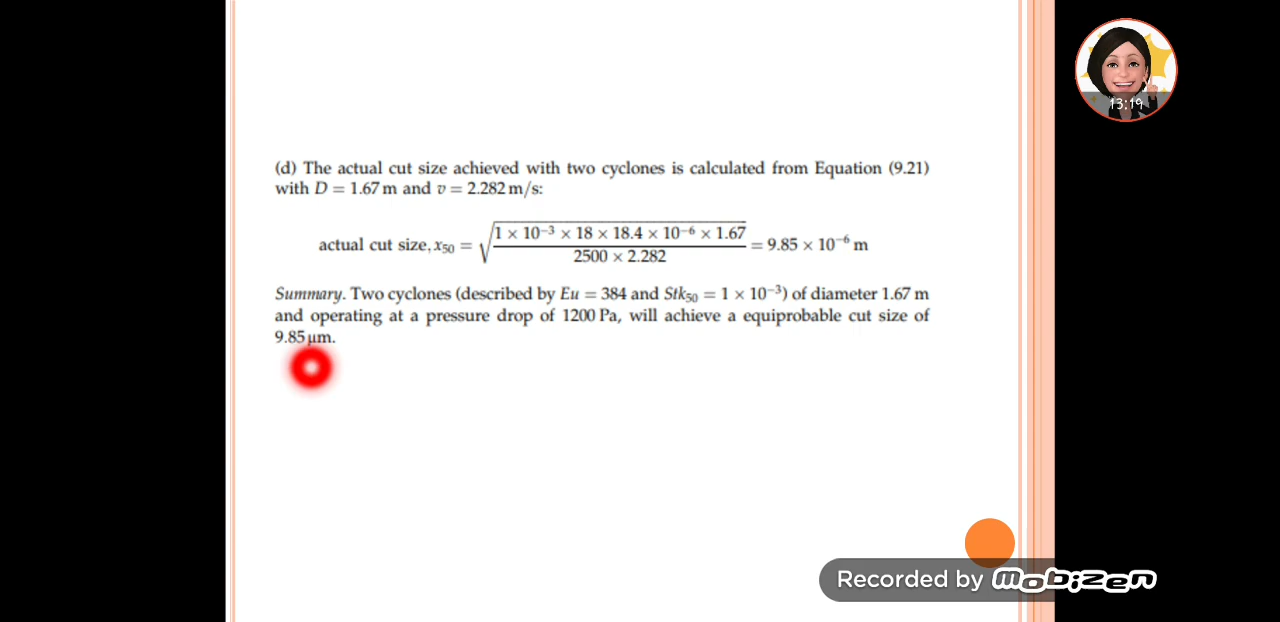 13:19
(d) The actual cut size achieved with two cyclones is calculated from Equation (9.21)
with D = 1.67 m and v = 2.282 m/s:
actual cut size, x₅₀ = √(1 × 10⁻³ × 18 × 18.4 × 10⁻⁶ × 1.67 / 2500 × 2.282) = 9.85 × 10⁻⁶ m
Summary. Two cyclones (described by Eu = 384 and Stk₅₀ = 1 × 10⁻³) of diameter 1.67 m
and operating at a pressure drop of 1200 Pa, will achieve a equiprobable cut size of
9.85 μm.
Recorded by mobizen